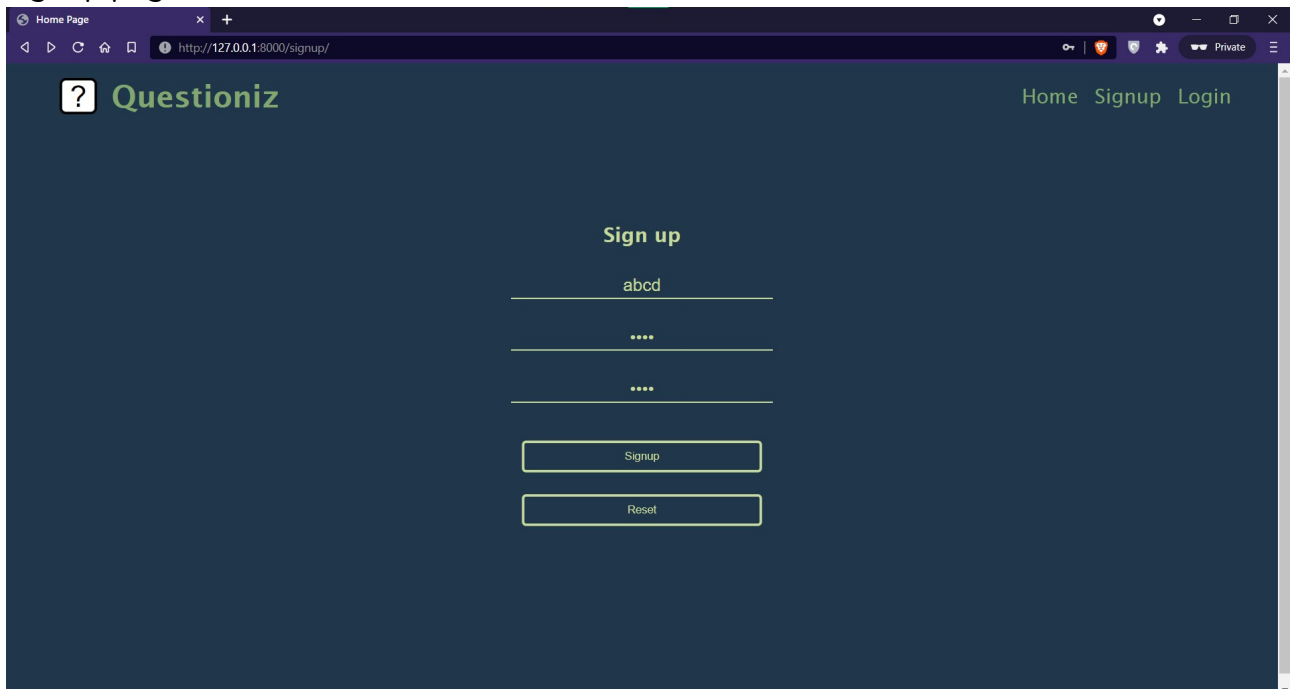 Home Page
http://127.0.0.1:8000/signup/
Private
? Questioniz
Home Signup Login
Sign up
abcd
••••
••••
Signup
Reset